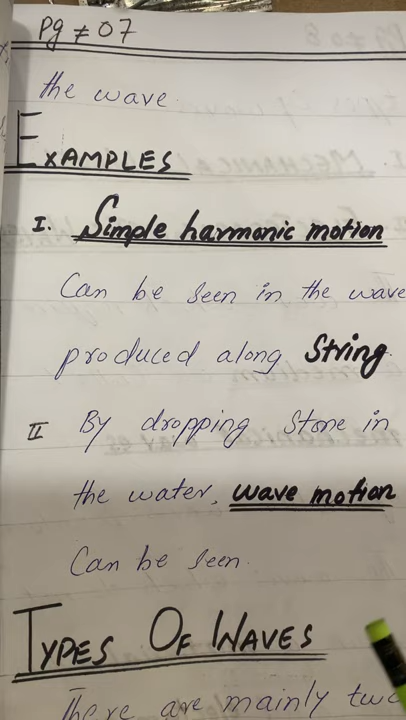 Pg ≠ 07
the wave.
EXAMPLES
I. Simple harmonic motion
Can be seen in the wave
produced along String
II By dropping Stone in
the water, wave motion
Can be seen.
TYPES OF WAVES
There are mainly two